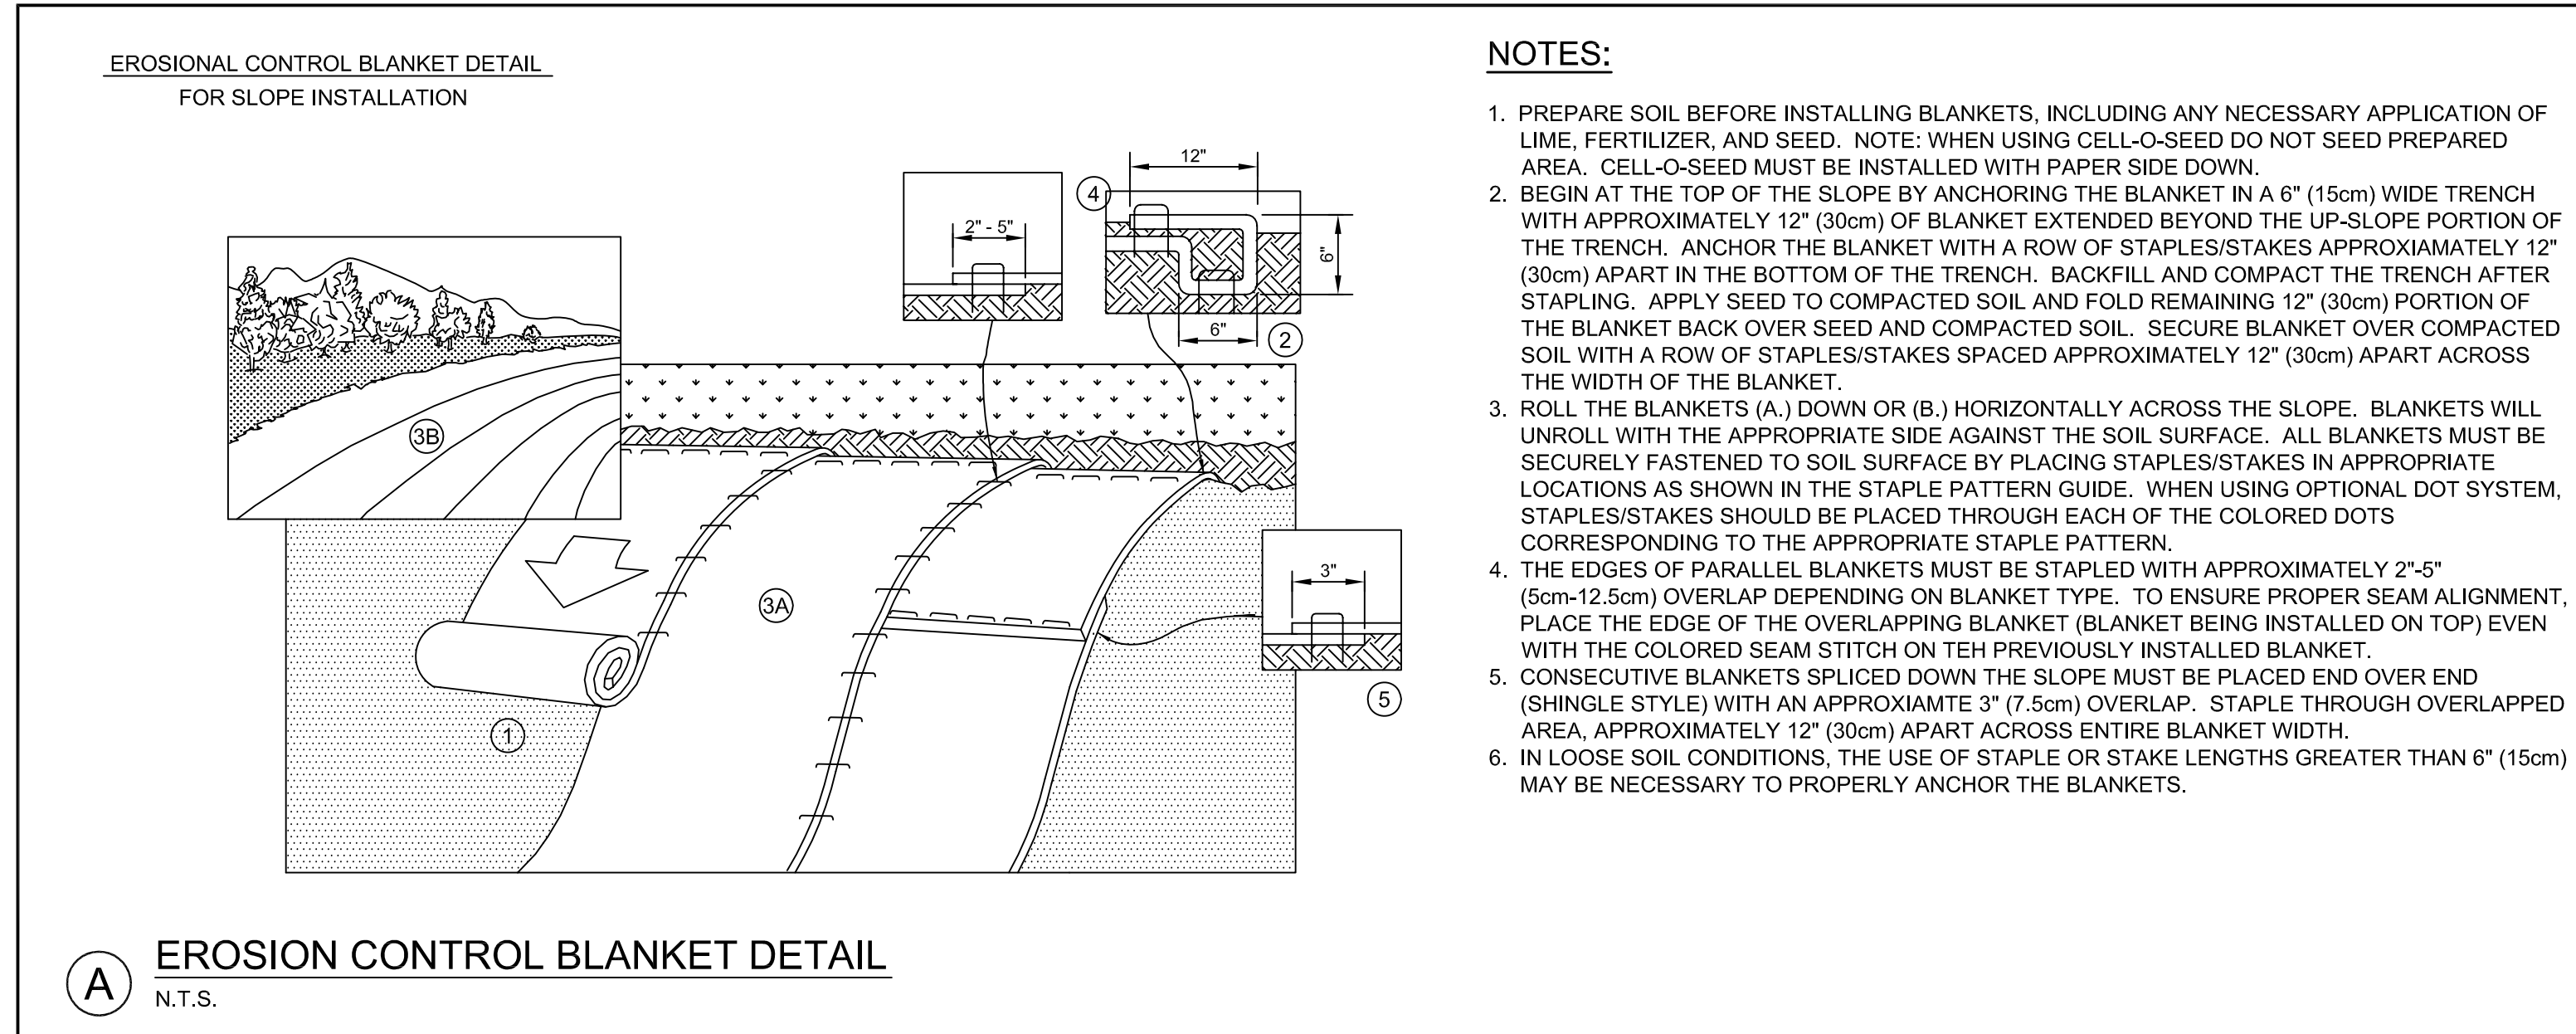 EROSIONAL CONTROL BLANKET DETAIL
FOR SLOPE INSTALLATION
2" - 5"
4
12"
6"
6"
2
3B
3A
1
3"
5
A
EROSION CONTROL BLANKET DETAIL
N.T.S.
NOTES:
1. PREPARE SOIL BEFORE INSTALLING BLANKETS, INCLUDING ANY NECESSARY APPLICATION OF
LIME, FERTILIZER, AND SEED. NOTE: WHEN USING CELL-O-SEED DO NOT SEED PREPARED
AREA. CELL-O-SEED MUST BE INSTALLED WITH PAPER SIDE DOWN.
2. BEGIN AT THE TOP OF THE SLOPE BY ANCHORING THE BLANKET IN A 6" (15cm) WIDE TRENCH
WITH APPROXIMATELY 12" (30cm) OF BLANKET EXTENDED BEYOND THE UP-SLOPE PORTION OF
THE TRENCH. ANCHOR THE BLANKET WITH A ROW OF STAPLES/STAKES APPROXIAMATELY 12"
(30cm) APART IN THE BOTTOM OF THE TRENCH. BACKFILL AND COMPACT THE TRENCH AFTER
STAPLING. APPLY SEED TO COMPACTED SOIL AND FOLD REMAINING 12" (30cm) PORTION OF
THE BLANKET BACK OVER SEED AND COMPACTED SOIL. SECURE BLANKET OVER COMPACTED
SOIL WITH A ROW OF STAPLES/STAKES SPACED APPROXIMATELY 12" (30cm) APART ACROSS
THE WIDTH OF THE BLANKET.
3. ROLL THE BLANKETS (A.) DOWN OR (B.) HORIZONTALLY ACROSS THE SLOPE. BLANKETS WILL
UNROLL WITH THE APPROPRIATE SIDE AGAINST THE SOIL SURFACE. ALL BLANKETS MUST BE
SECURELY FASTENED TO SOIL SURFACE BY PLACING STAPLES/STAKES IN APPROPRIATE
LOCATIONS AS SHOWN IN THE STAPLE PATTERN GUIDE. WHEN USING OPTIONAL DOT SYSTEM,
STAPLES/STAKES SHOULD BE PLACED THROUGH EACH OF THE COLORED DOTS
CORRESPONDING TO THE APPROPRIATE STAPLE PATTERN.
4. THE EDGES OF PARALLEL BLANKETS MUST BE STAPLED WITH APPROXIMATELY 2"-5"
(5cm-12.5cm) OVERLAP DEPENDING ON BLANKET TYPE. TO ENSURE PROPER SEAM ALIGNMENT,
PLACE THE EDGE OF THE OVERLAPPING BLANKET (BLANKET BEING INSTALLED ON TOP) EVEN
WITH THE COLORED SEAM STITCH ON TEH PREVIOUSLY INSTALLED BLANKET.
5. CONSECUTIVE BLANKETS SPLICED DOWN THE SLOPE MUST BE PLACED END OVER END
(SHINGLE STYLE) WITH AN APPROXIAMTE 3" (7.5cm) OVERLAP. STAPLE THROUGH OVERLAPPED
AREA, APPROXIMATELY 12" (30cm) APART ACROSS ENTIRE BLANKET WIDTH.
6. IN LOOSE SOIL CONDITIONS, THE USE OF STAPLE OR STAKE LENGTHS GREATER THAN 6" (15cm)
MAY BE NECESSARY TO PROPERLY ANCHOR THE BLANKETS.